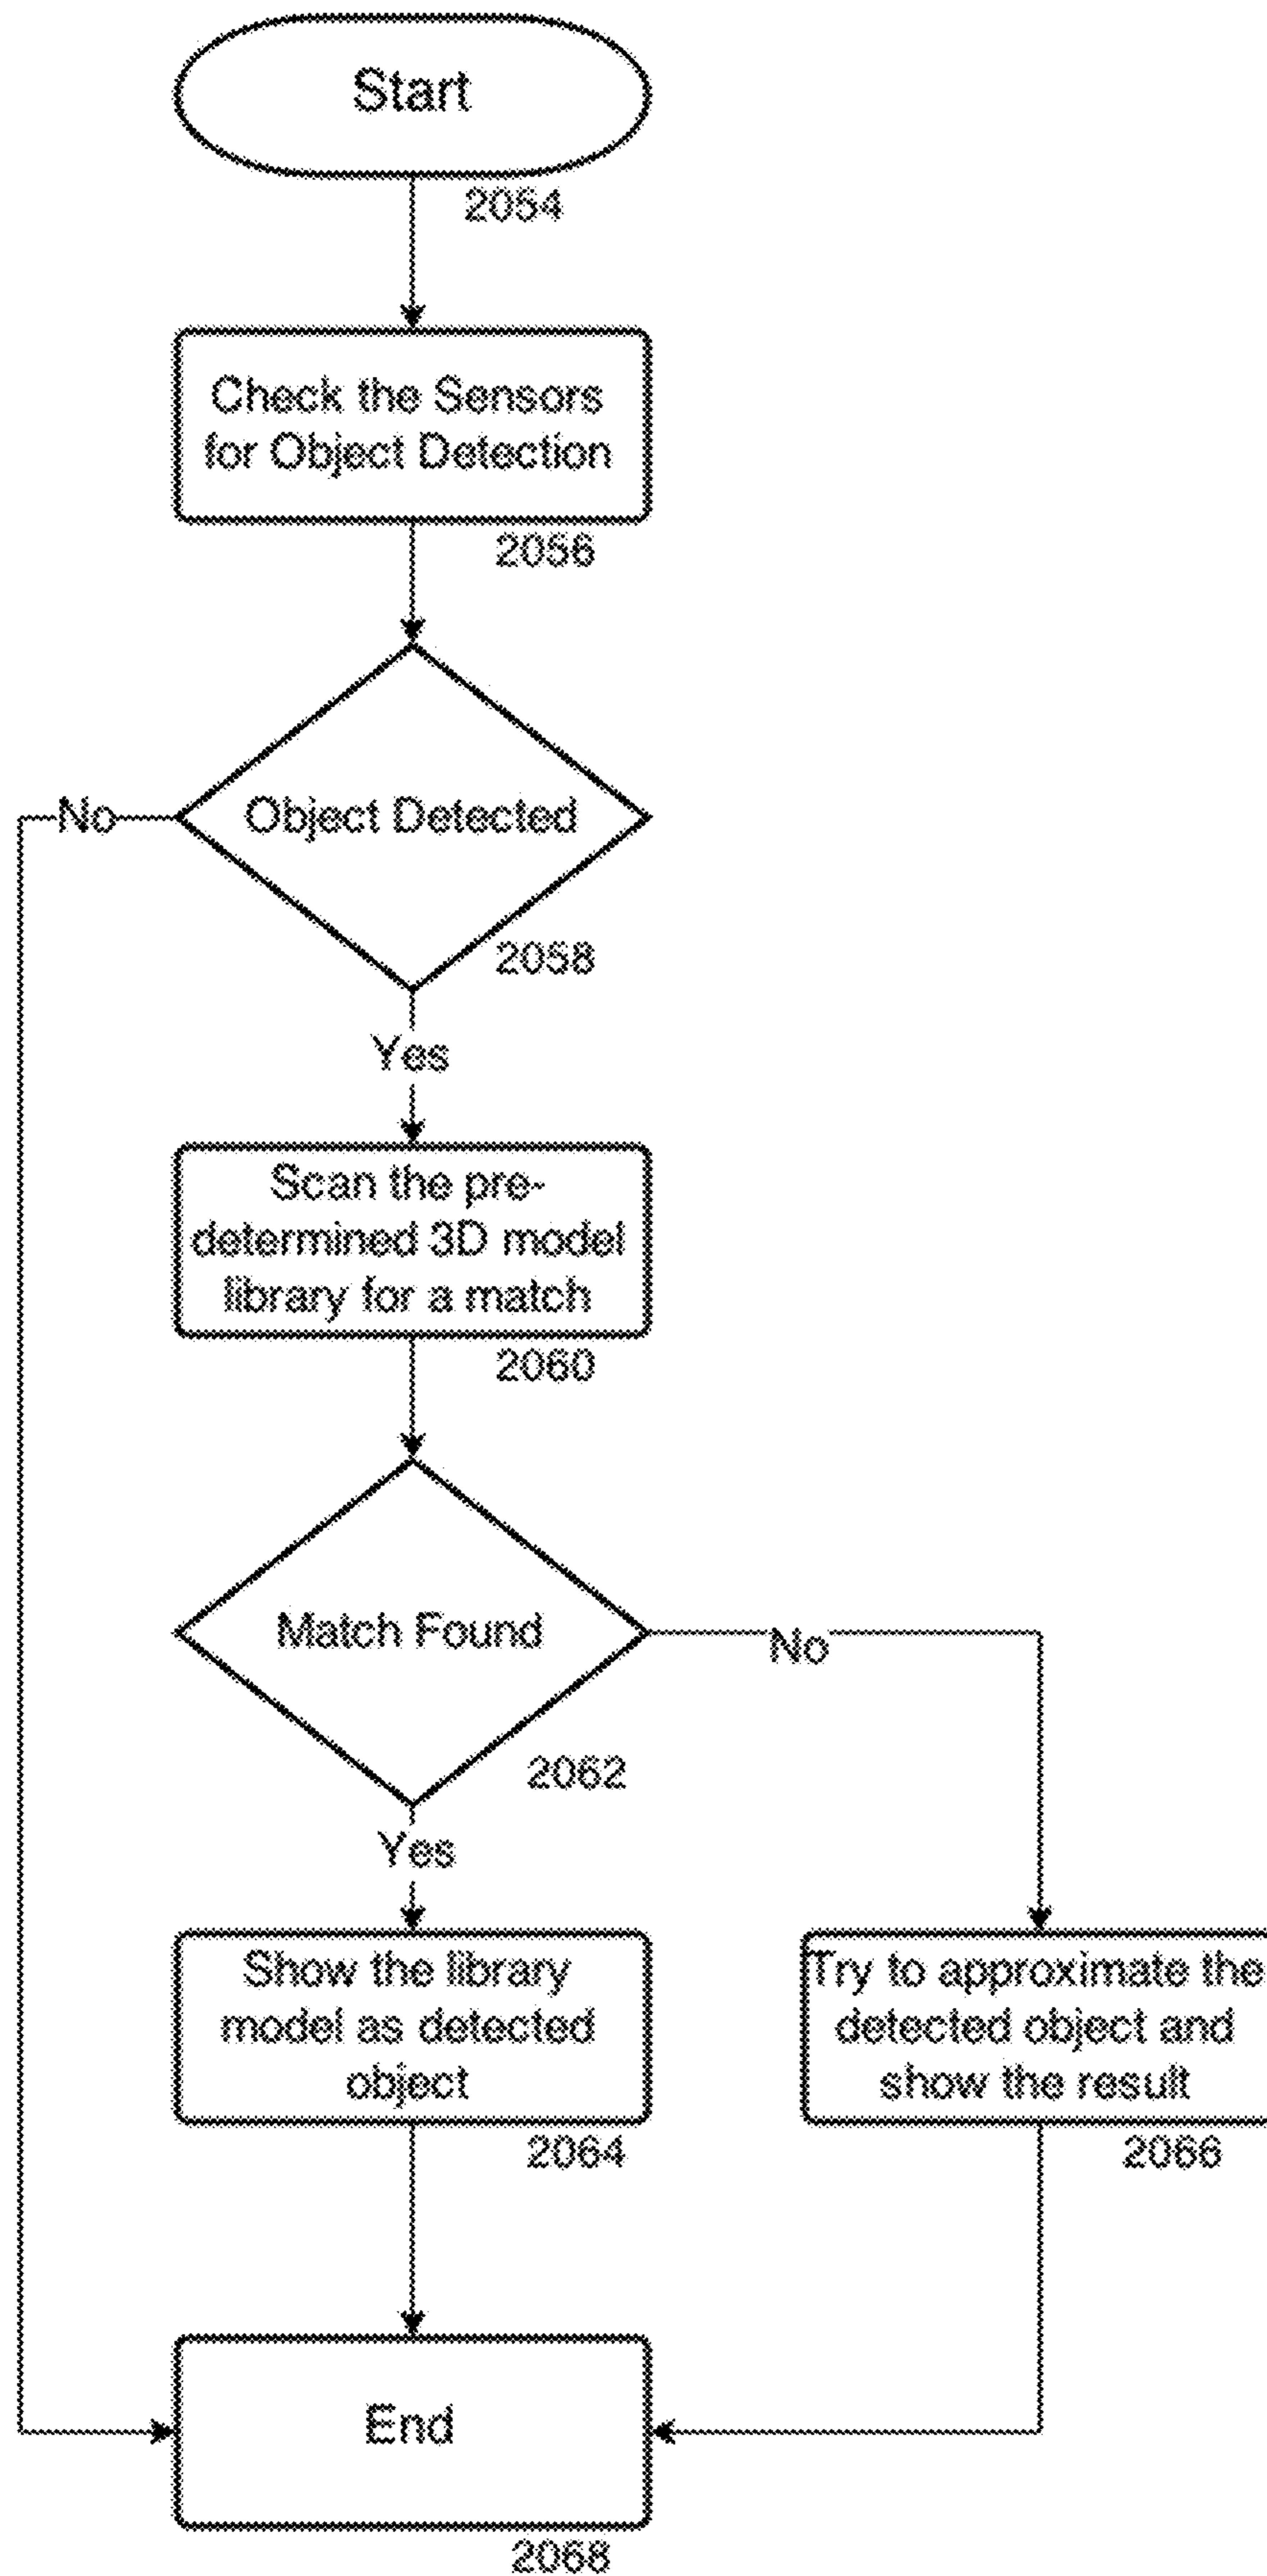 Start
2054
Check the Sensors
for Object Detection
2056
No
Object Detected
2058
Yes
Scan the pre-
determined 3D model
library for a match
2060
Match Found
No
2062
Yes
Show the library
model as detected
object
2064
Try to approximate the
detected object and
show the result
2066
End
2068